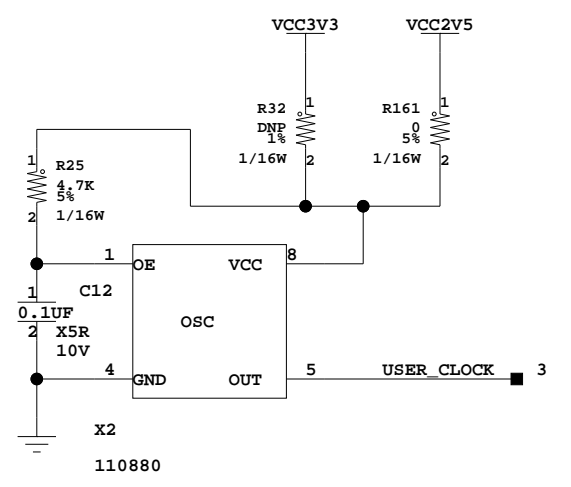 VCC3V3 VCC2V5
R32 1
DNP
1%
1/16W 2
R161 1
0
5%
1/16W 2
1 R25
4.7K
5%
2 1/16W
1 OE VCC 8
1 C12
0.1UF
2 X5R
10V
OSC
4 GND OUT 5 USER_CLOCK 3
X2
110880